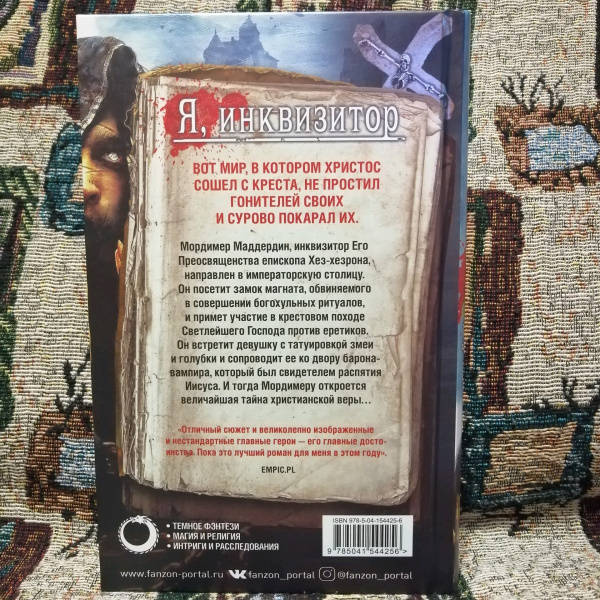 Я, ИНКВИЗИТОР
ВОТ МИР, В КОТОРОМ ХРИСТОС
СОШЕЛ С КРЕСТА, НЕ ПРОСТИЛ
ГОНИТЕЛЕЙ СВОИХ
И СУРОВО ПОКАРАЛ ИХ.
Мордимер Маддердин, инквизитор Его
Преосвященства епископа Хез-хезрона,
направлен в императорскую столицу.
Он посетит замок магната, обвиняемого
в совершении богохульных ритуалов,
и примет участие в крестовом походе
Светлейшего Господа против еретиков.
Он встретит девушку с татуировкой змеи
и голубки и сопроводит ее ко двору барона-
вампира, который был свидетелем распятия
Иисуса. И тогда Мордимеру откроется
величайшая тайна христианской веры...
«Отличный сюжет и великолепно изображенные
и нестандартные главные герои — его главные досто-
инства. Пока это лучший роман для меня в этом году».
EMPIC.PL
• ТЕМНОЕ ФЭНТЕЗИ
• МАГИЯ И РЕЛИГИЯ
• ИНТРИГИ И РАССЛЕДОВАНИЯ
ISBN 978-5-04-154425-6
9 785041 544256 >
www.fanzon-portal.ru fanzon_portal @fanzon_portal